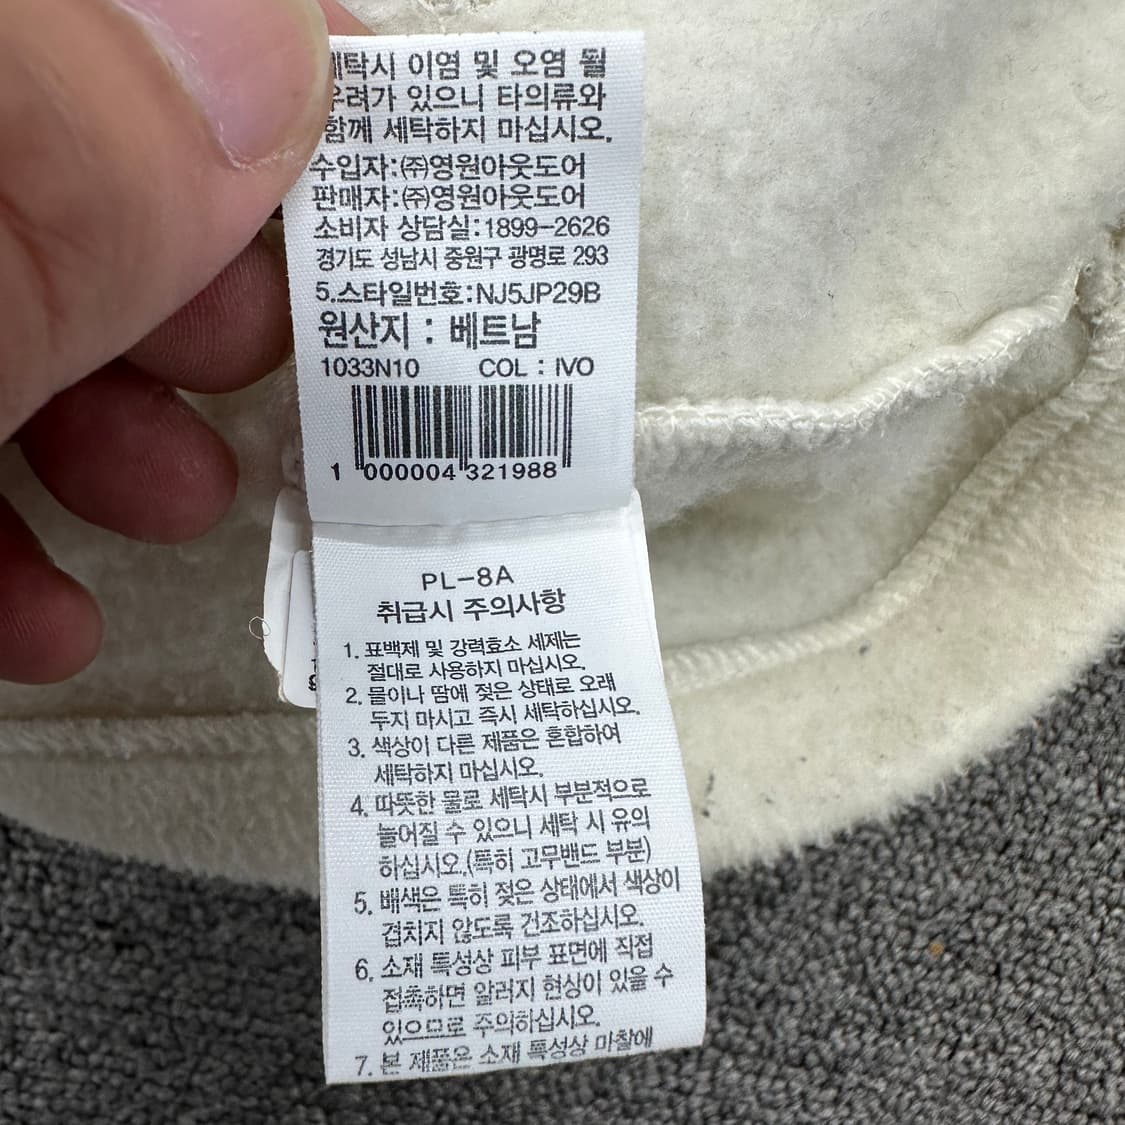 세탁시 이염 및 오염 될
우려가 있으니 타의류와
함께 세탁하지 마십시오.
수입자:㈜영원아웃도어
판매자:㈜영원아웃도어
소비자 상담실:1899-2626
경기도 성남시 중원구 광명로 293
5.스타일번호:NJ5JP29B
원산지 : 베트남
1033N10 COL : IVO
1 000004 321988
PL-8A
취급시 주의사항
1. 표백제 및 강력효소 세제는
절대로 사용하지 마십시오.
2. 물이나 땀에 젖은 상태로 오래
두지 마시고 즉시 세탁하십시오.
3. 색상이 다른 제품은 혼합하여
세탁하지 마십시오.
4. 따뜻한 물로 세탁시 부분적으로
늘어질 수 있으니 세탁 시 유의
하십시오.(특히 고무밴드 부분)
5. 배색은 특히 젖은 상태에서 색상이
겹치지 않도록 건조하십시오.
6. 소재 특성상 피부 표면에 직접
접촉하면 알러지 현상이 있을 수
있으므로 주의하십시오.
7. 본 제품은 소재 특성상 마찰에